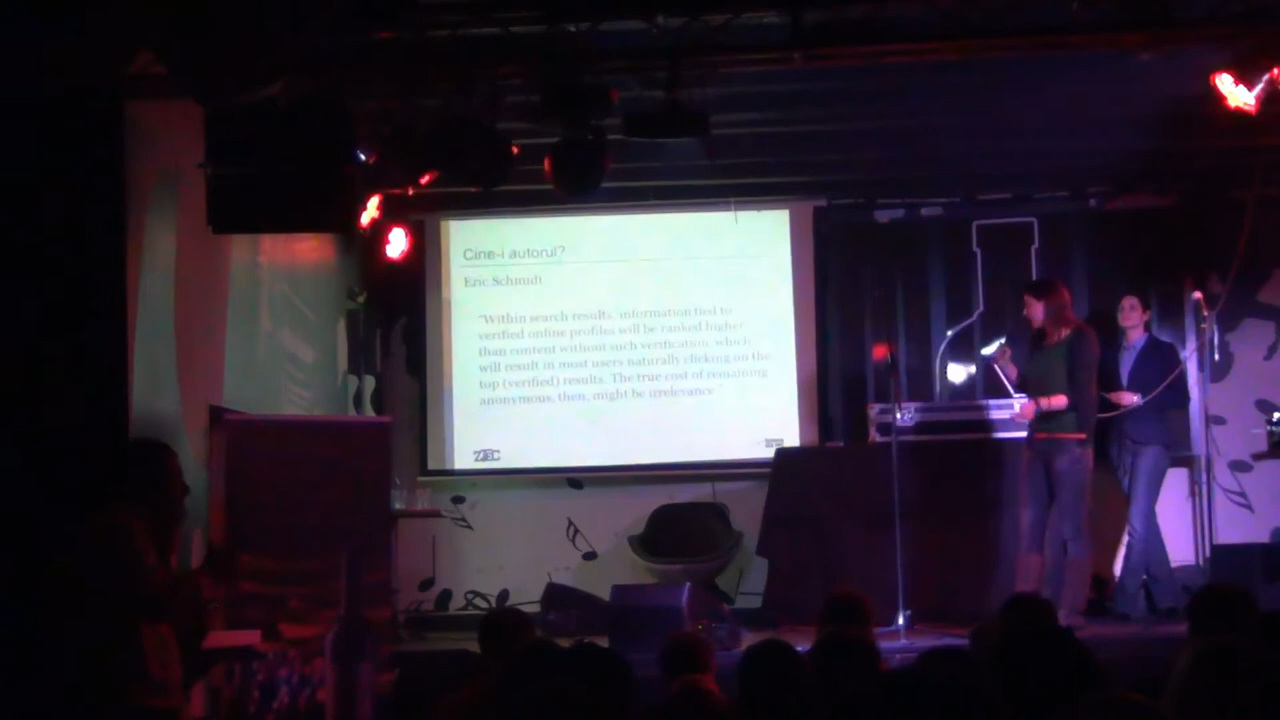 Cine-i autorul?
Eric Schmidt
"Within search results, information tied to
verified online profiles will be ranked higher
than content without such verification, which
will result in most users naturally clicking on the
top (verified) results. The true cost of remaining
anonymous, then, might be irrelevance."